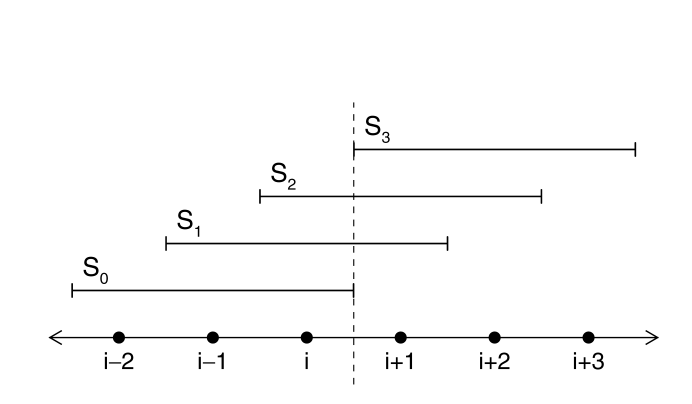 S₃
S₂
S₁
S₀
i−2 i−1 i i+1 i+2 i+3